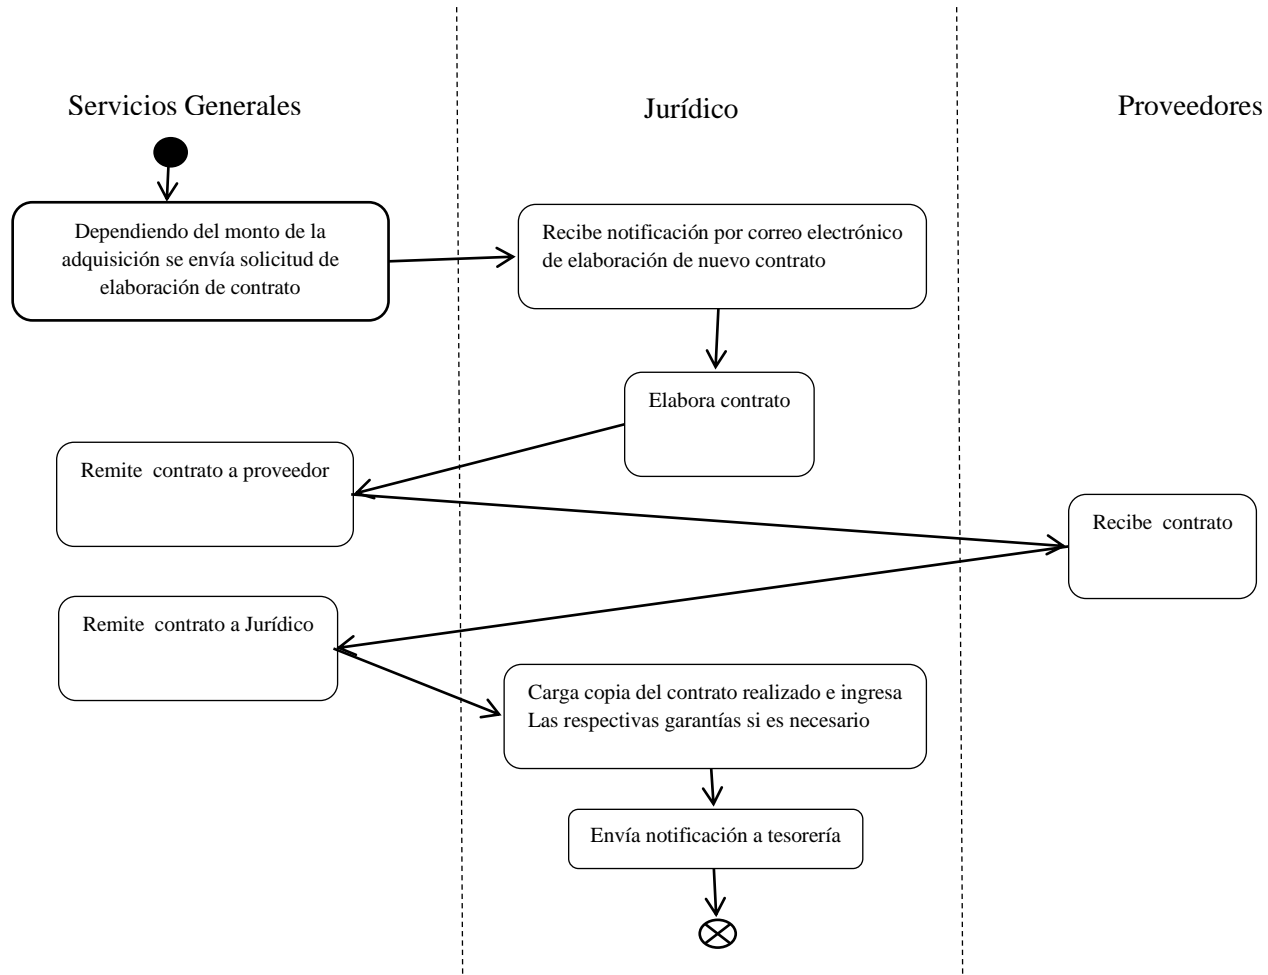 Servicios Generales
Jurídico
Proveedores
Dependiendo del monto de la
adquisición se envía solicitud de
elaboración de contrato
Recibe notificación por correo electrónico
de elaboración de nuevo contrato
Elabora contrato
Remite  contrato a proveedor
Recibe  contrato
Remite  contrato a Jurídico
Carga copia del contrato realizado e ingresa
Las respectivas garantías si es necesario
Envía notificación a tesorería